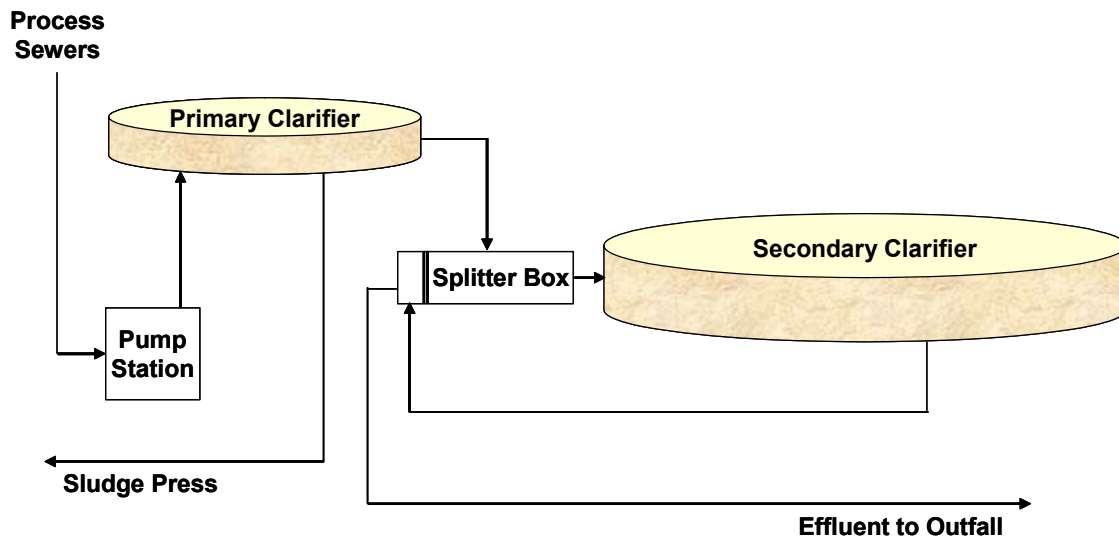 Process
Sewers
Primary Clarifier
Secondary Clarifier
Splitter Box
Pump
Station
Sludge Press
Effluent to Outfall